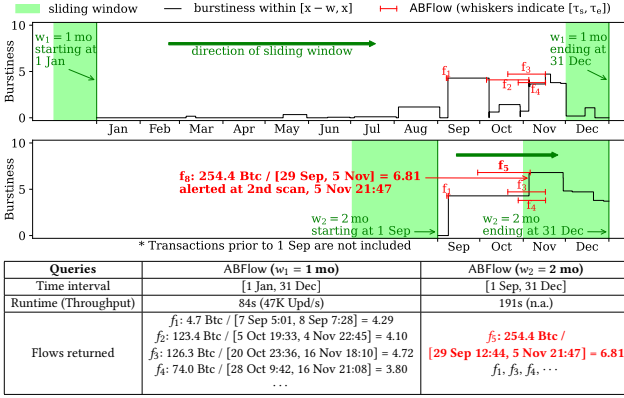 sliding window burstiness within [x − w, x] ABFlow (whiskers indicate [τs, τe])
Burstiness
10
5
0
w1 = 1 mo
starting at
1 Jan
direction of sliding window
f1
f2
f3
f4
w1 = 1 mo
ending at
31 Dec
Jan Feb Mar Apr May Jun Jul Aug Sep Oct Nov Dec
Burstiness
10
5
0
f8: 254.4 Btc / [29 Sep, 5 Nov] = 6.81
alerted at 2nd scan, 5 Nov 21:47
f5
f1
f3
f4
w2 = 2 mo
starting at 1 Sep
w2 = 2 mo
ending at 31 Dec
* Transactions prior to 1 Sep are not included
Sep Oct Nov Dec
Queries ABFlow (w1 = 1 mo) ABFlow (w2 = 2 mo)
Time interval [1 Jan, 31 Dec] [1 Sep, 31 Dec]
Runtime (Throughput) 84s (47K Upd/s) 191s (n.a.)
Flows returned
f1: 4.7 Btc / [7 Sep 5:01, 8 Sep 7:28] = 4.29
f2: 123.4 Btc / [5 Oct 19:33, 4 Nov 22:45] = 4.10
f3: 126.3 Btc / [20 Oct 23:36, 16 Nov 18:10] = 4.72
f4: 74.0 Btc / [28 Oct 9:42, 16 Nov 21:08] = 3.80
· · ·
f5: 254.4 Btc /
[29 Sep 12:44, 5 Nov 21:47] = 6.81
f1, f3, f4, · · ·